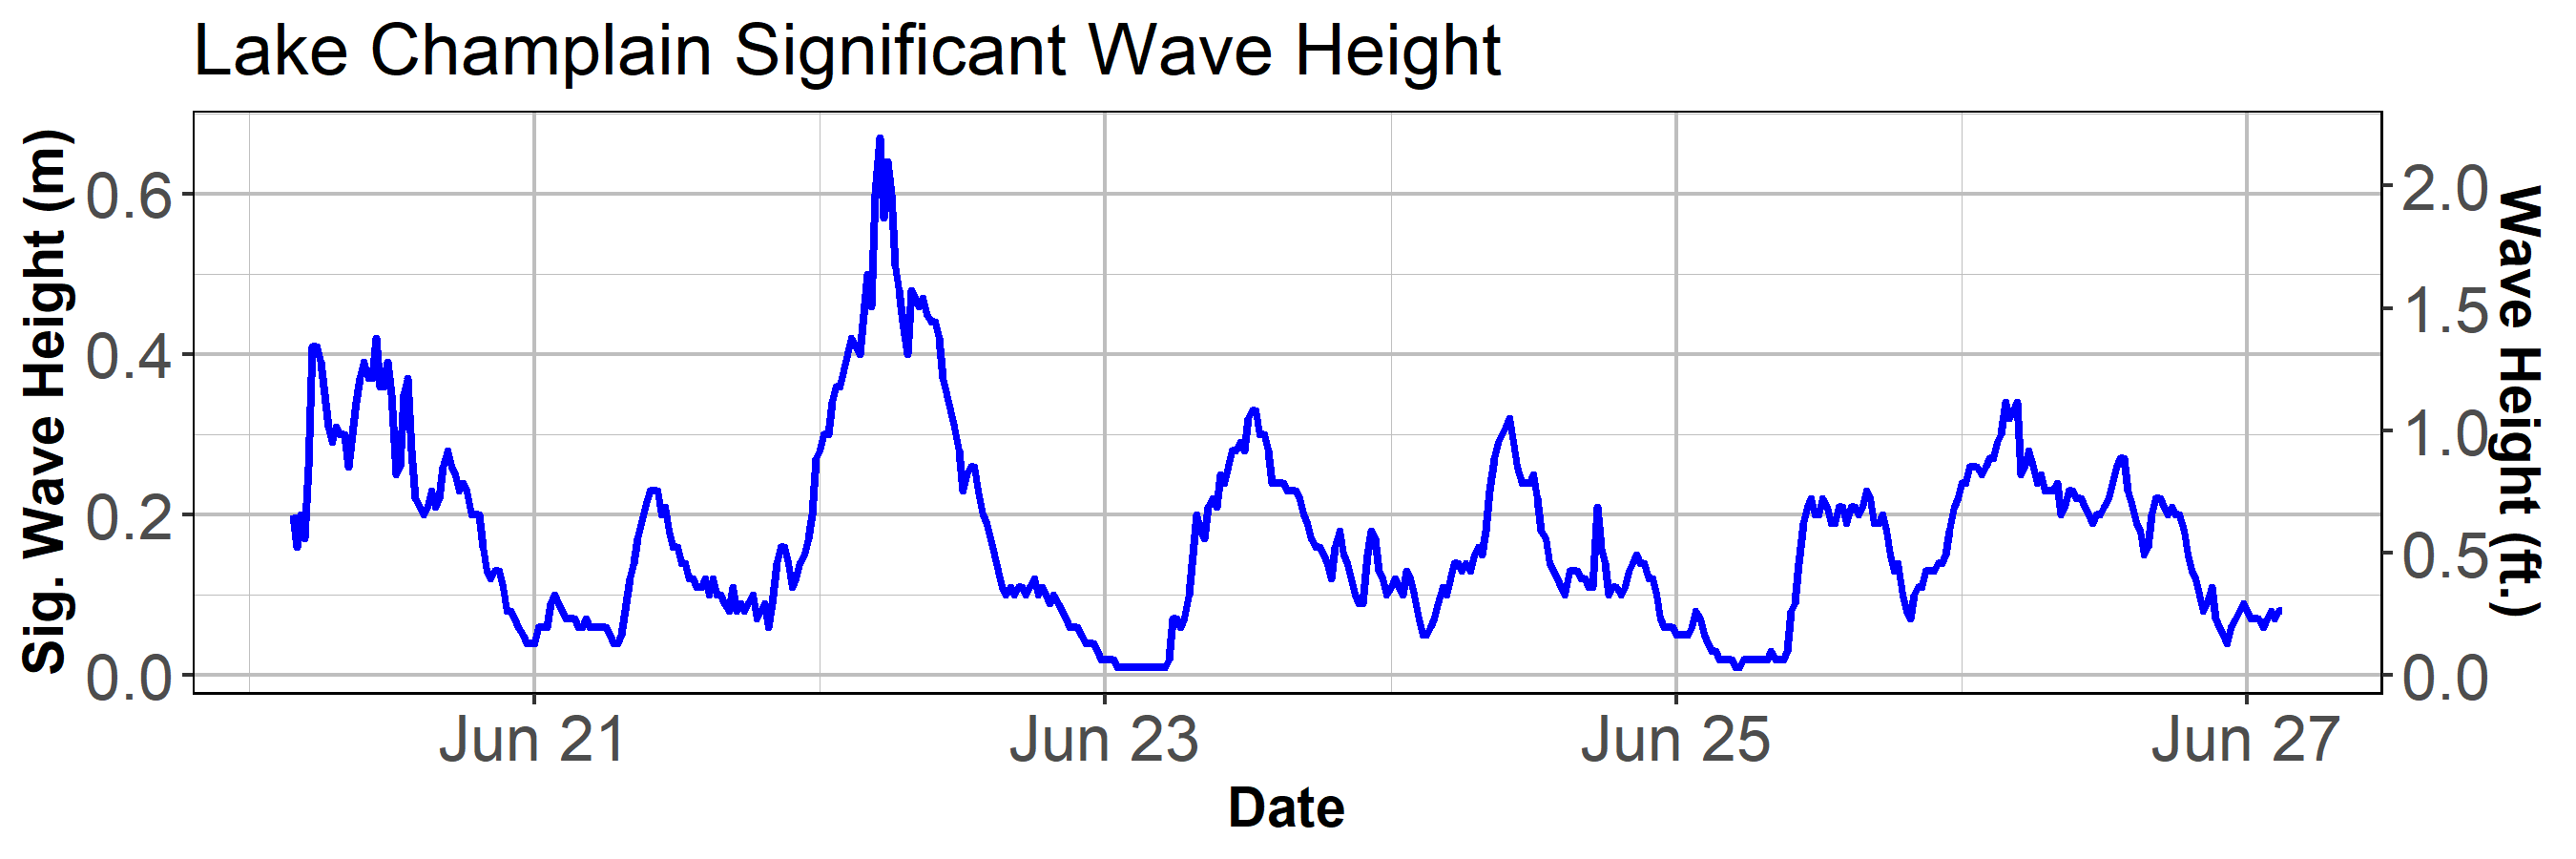 Lake Champlain Significant Wave Height
Sig. Wave Height (m)
0.6
0.4
0.2
0.0
2.0
1.5
1.0
0.5
0.0
Wave Height (ft.)
Jun 21
Jun 23
Jun 25
Jun 27
Date